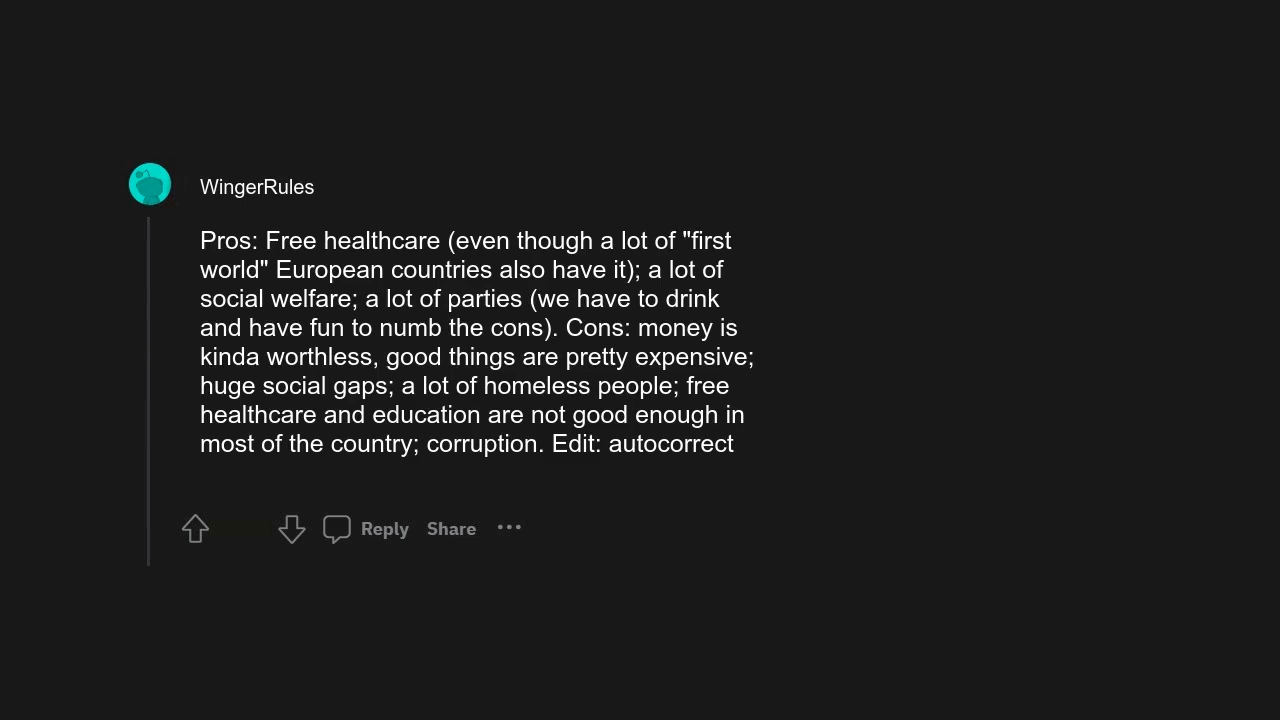 WingerRules
Pros: Free healthcare (even though a lot of "first
world" European countries also have it); a lot of
social welfare; a lot of parties (we have to drink
and have fun to numb the cons). Cons: money is
kinda worthless, good things are pretty expensive;
huge social gaps; a lot of homeless people; free
healthcare and education are not good enough in
most of the country; corruption. Edit: autocorrect
Reply Share